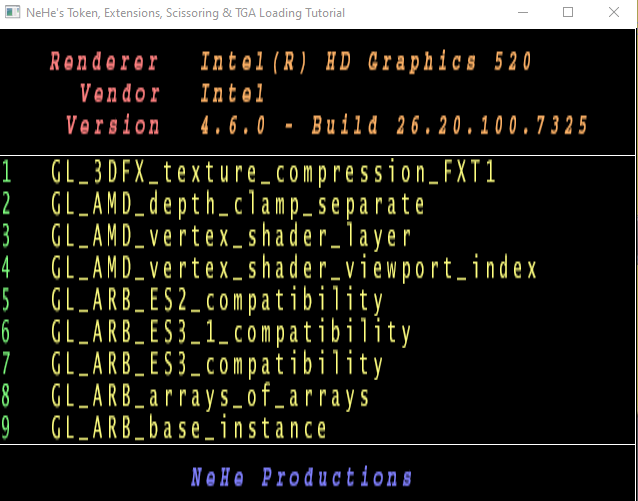 NeHe's Token, Extensions, Scissoring & TGA Loading Tutorial
Renderer Intel(R) HD Graphics 520
Vendor Intel
Version 4.6.0 - Build 26.20.100.7325
1 GL_3DFX_texture_compression_FXT1
2 GL_AMD_depth_clamp_separate
3 GL_AMD_vertex_shader_layer
4 GL_AMD_vertex_shader_viewport_index
5 GL_ARB_ES2_compatibility
6 GL_ARB_ES3_1_compatibility
7 GL_ARB_ES3_compatibility
8 GL_ARB_arrays_of_arrays
9 GL_ARB_base_instance
NeHe Productions